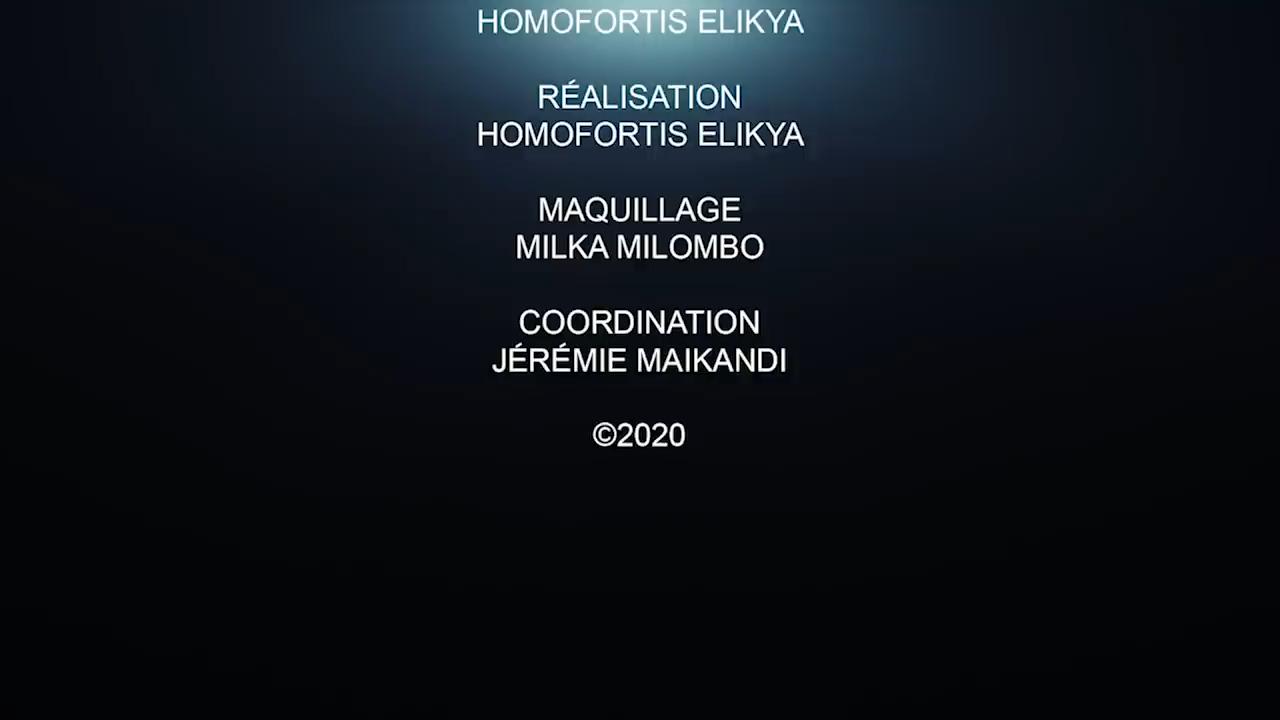 HOMOFORTIS ELIKYA
RÉALISATION
HOMOFORTIS ELIKYA
MAQUILLAGE
MILKA MILOMBO
COORDINATION
JÉRÉMIE MAIKANDI
©2020